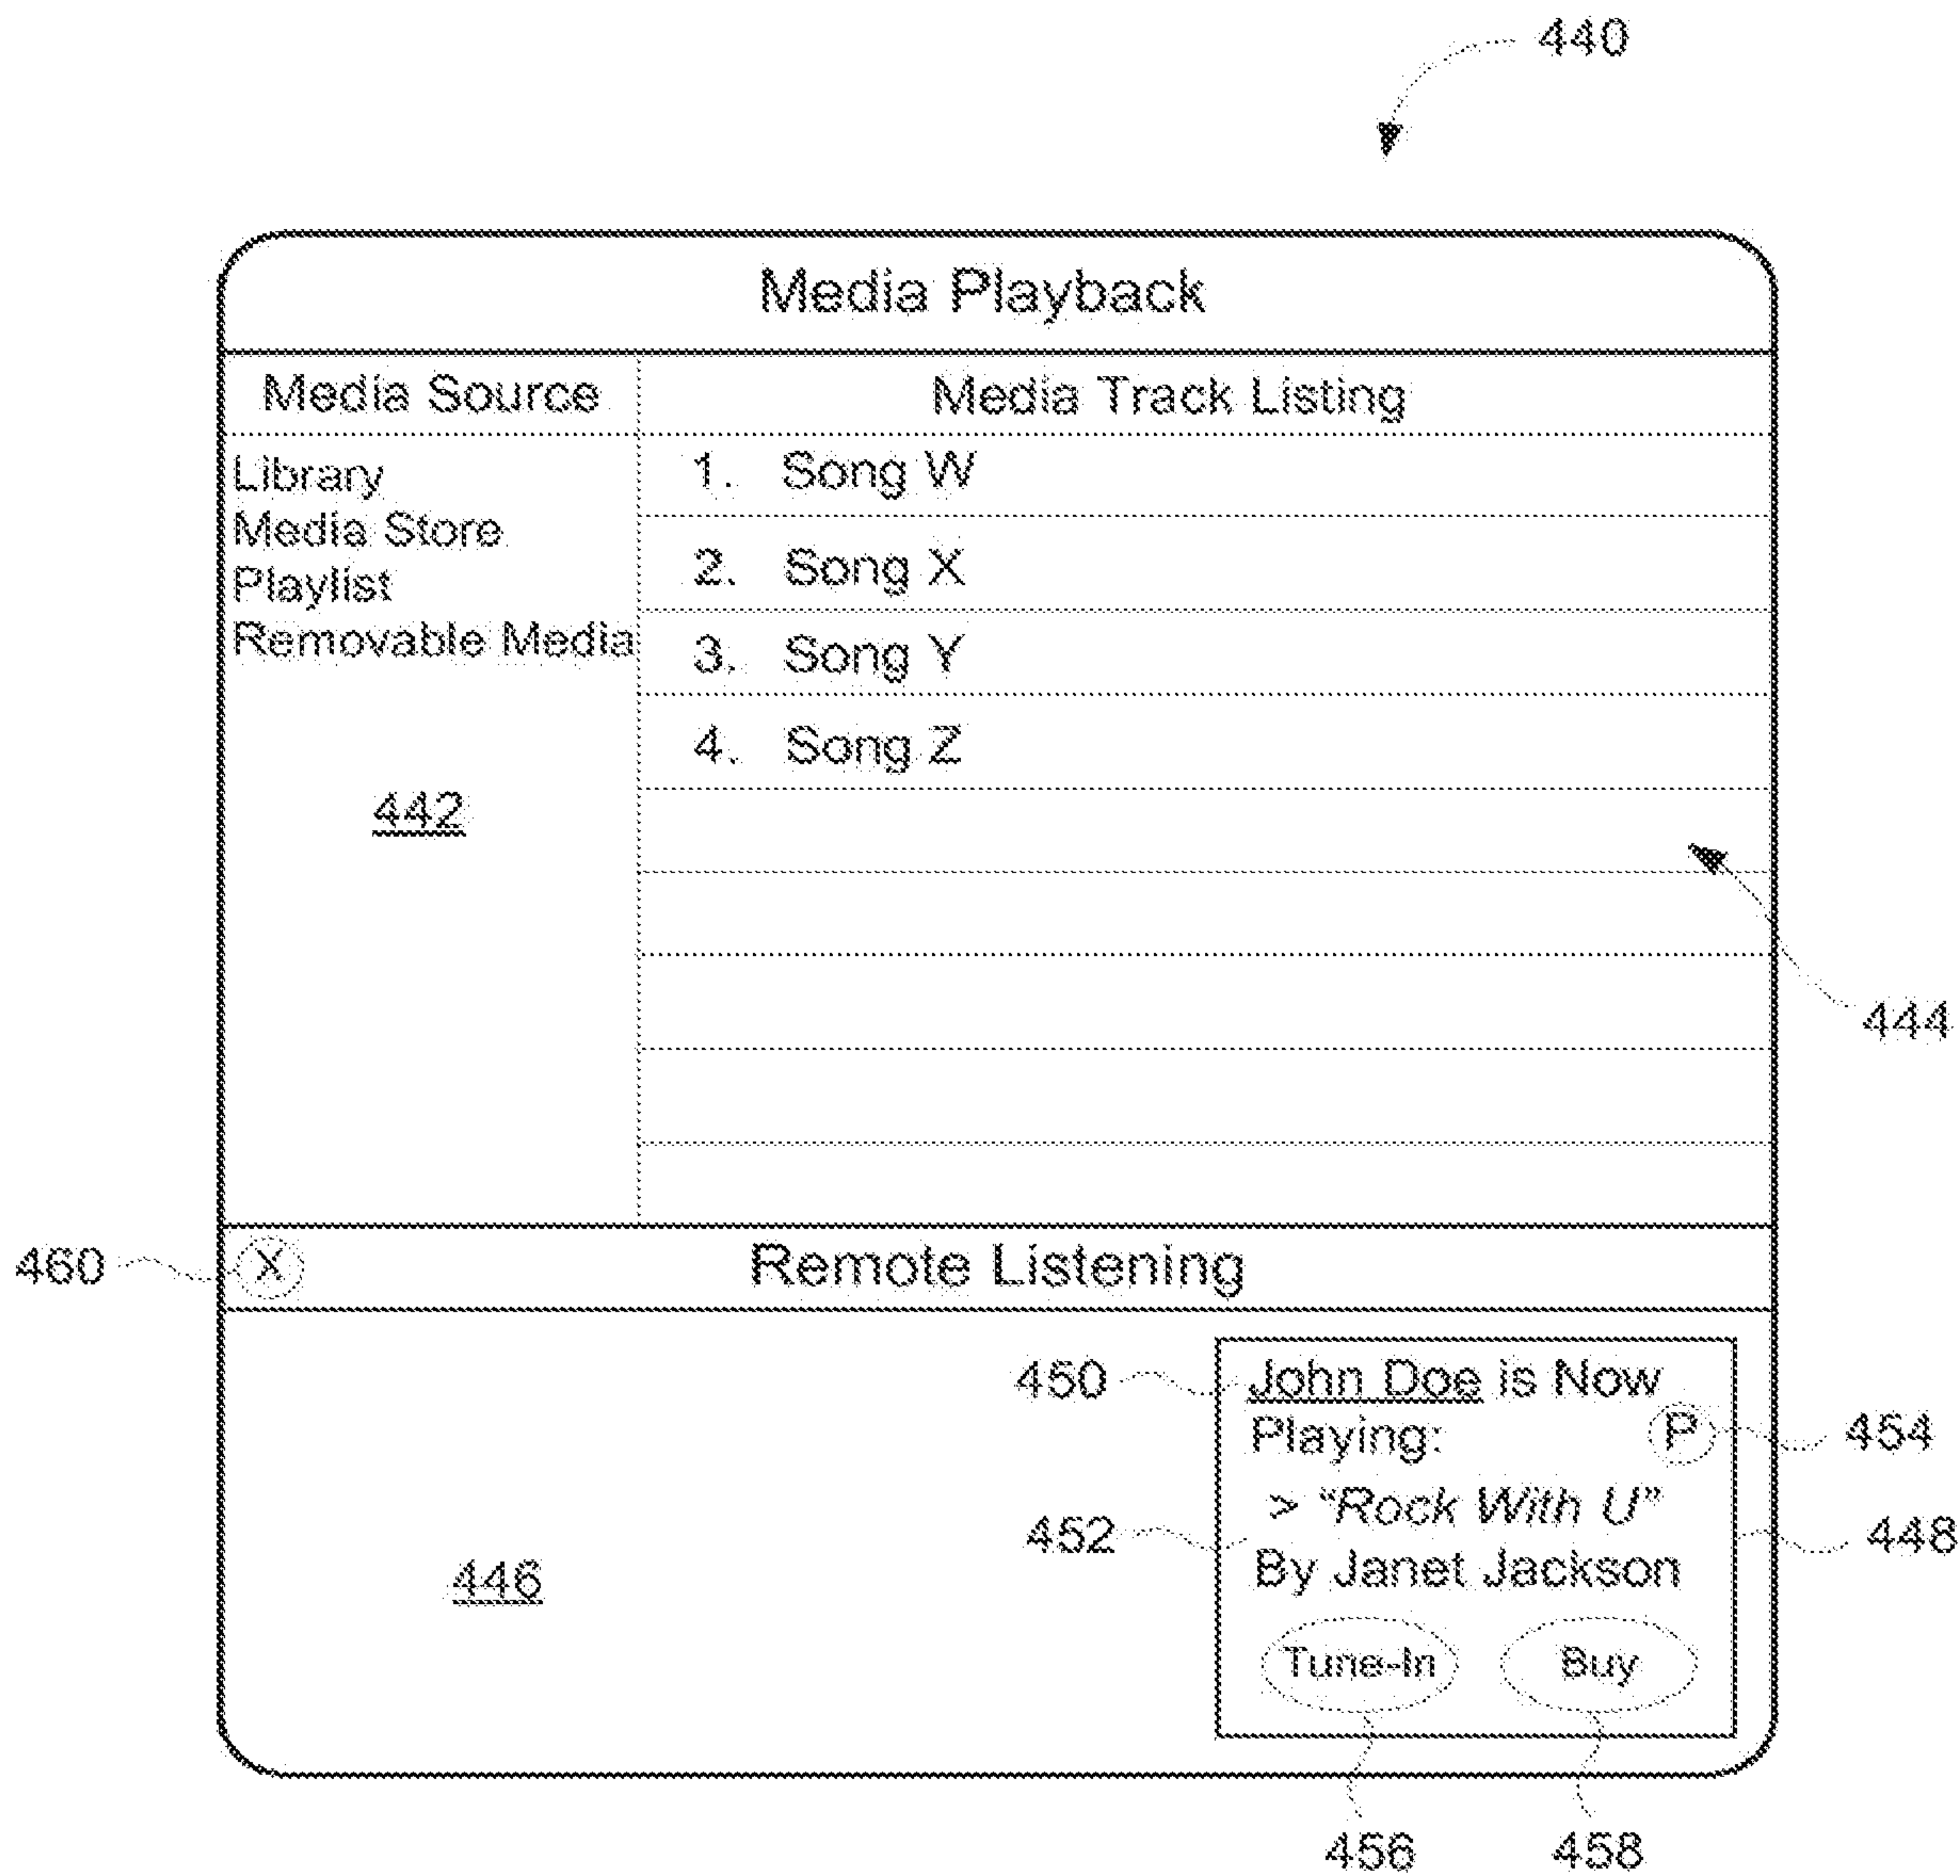 440
Media Playback
Media Source
Media Track Listing
Library
Media Store
Playlist
Removable Media
442
1. Song W
2. Song X
3. Song Y
4. Song Z
444
460
X
Remote Listening
446
450
John Doe is Now
Playing:
P
454
> “Rock With U”
452
448
By Janet Jackson
Tune-In
Buy
456
458